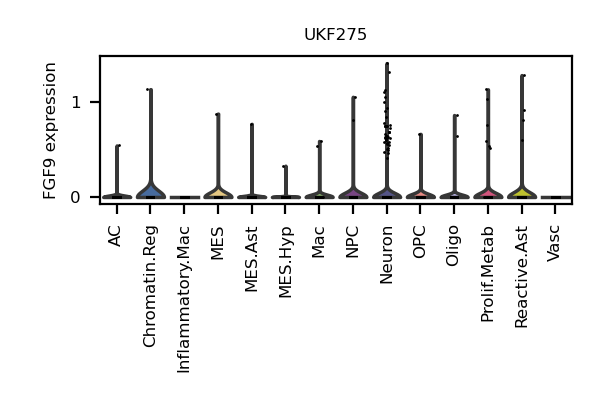 UKF275
FGF9 expression
1
0
AC
Chromatin.Reg
Inflammatory.Mac
MES
MES.Ast
MES.Hyp
Mac
NPC
Neuron
OPC
Oligo
Prolif.Metab
Reactive.Ast
Vasc